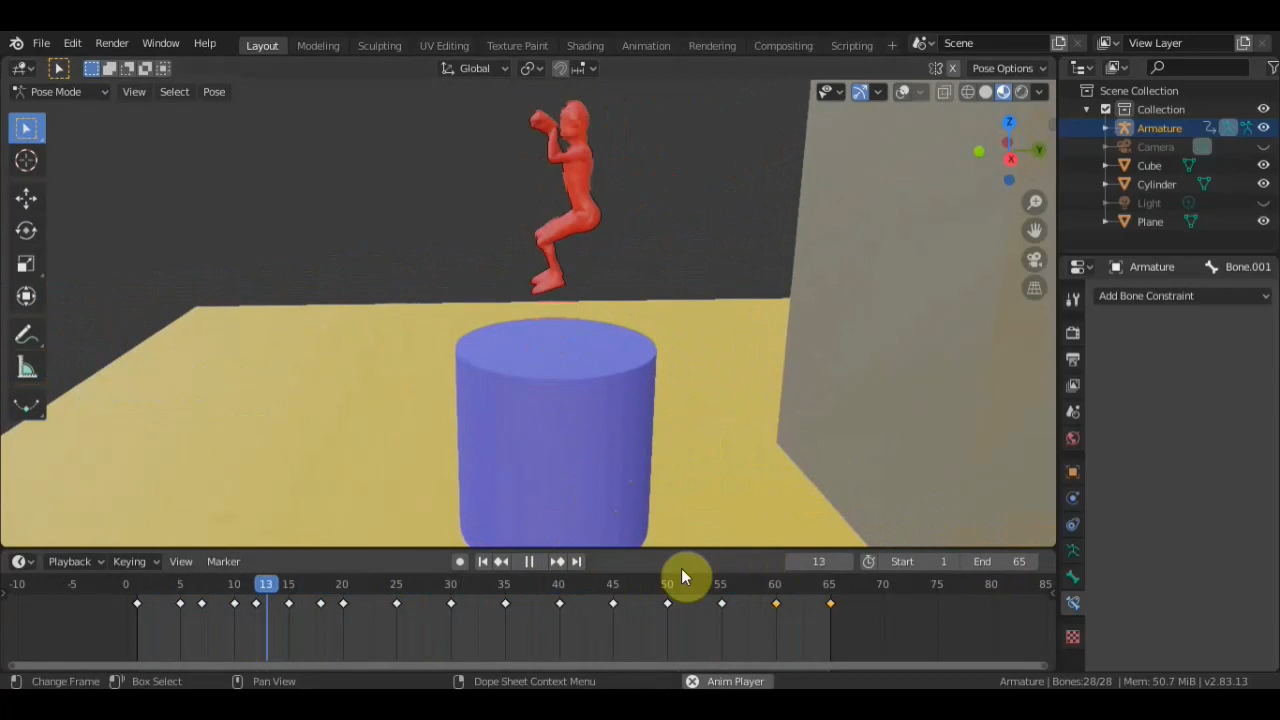 File Edit Render Window Help Layout Modeling Sculpting UV Editing Texture Paint Shading Animation Rendering Compositing Scripting Scene View Layer
Global Pose Options
Pose Mode View Select Pose
Z
Y
X
Scene Collection
Collection
Armature
Camera
Cube
Cylinder
Light
Plane
Armature Bone.001
Add Bone Constraint
Playback Keying View Marker 13 Start 1 End 65
-10 -5 0 5 10 13 15 20 25 30 35 40 45 50 55 60 65 70 75 80 85
Change Frame Box Select Pan View Dope Sheet Context Menu Anim Player Armature | Bones:28/28 | Mem: 50.7 MiB | v2.83.13